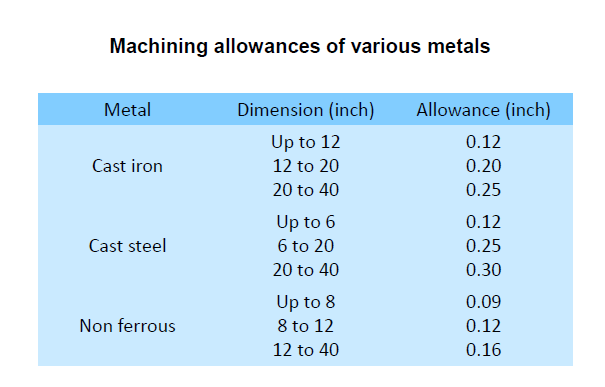 Machining allowances of various metals
Metal Dimension (inch) Allowance (inch)
Up to 12 0.12
Cast iron 12 to 20 0.20
20 to 40 0.25
Up to 6 0.12
Cast steel 6 to 20 0.25
20 to 40 0.30
Up to 8 0.09
Non ferrous 8 to 12 0.12
12 to 40 0.16